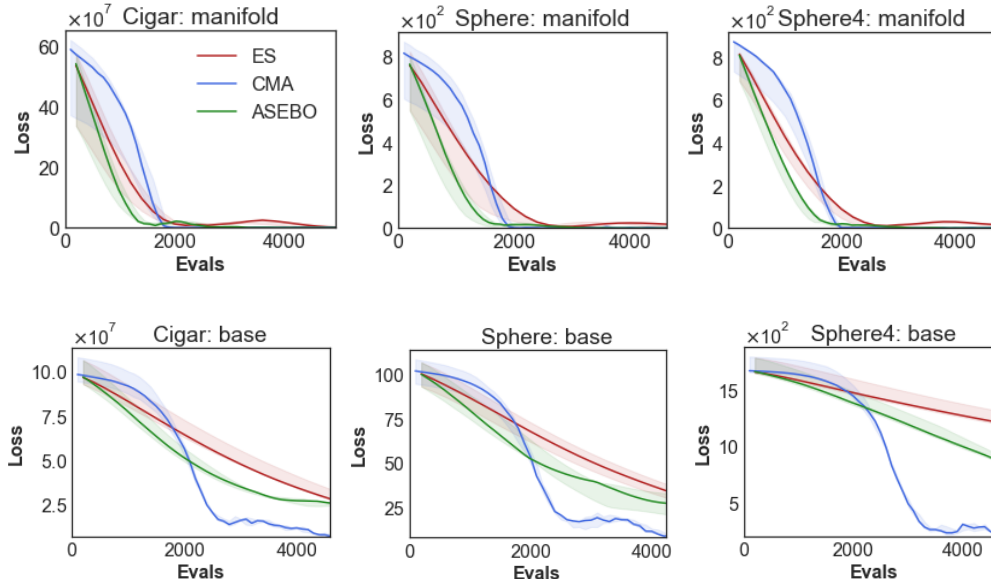 Cigar: manifold
×10⁷
60
40
20
0
Loss
0 2000 4000
Evals
ES
CMA
ASEBO
Sphere: manifold
×10²
8
6
4
2
0
Loss
0 2000 4000
Evals
Sphere4: manifold
×10²
8
6
4
2
0
Loss
0 2000 4000
Evals
Cigar: base
×10⁷
10.0
7.5
5.0
2.5
Loss
0 2000 4000
Evals
Sphere: base
100
75
50
25
Loss
0 2000 4000
Evals
Sphere4: base
×10²
15
10
5
Loss
0 2000 4000
Evals